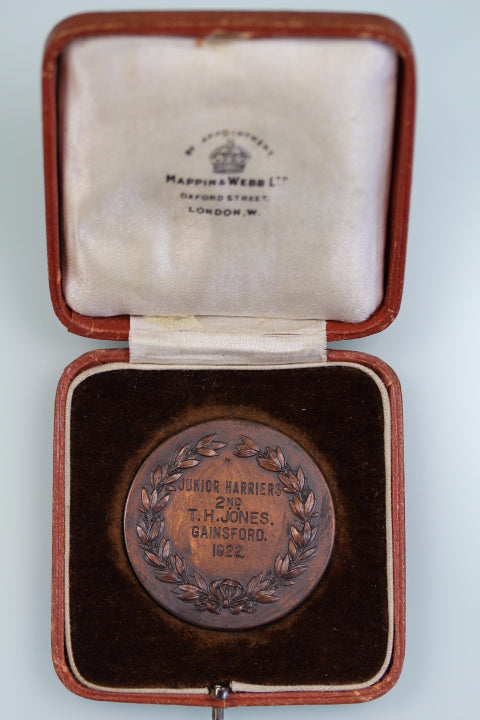 BY APPOINTMENT
MAPPIN & WEBB LTD
OXFORD STREET,
LONDON, W.
JUNIOR HARRIERS
2ND
T. H. JONES.
GAINSFORD.
1922.